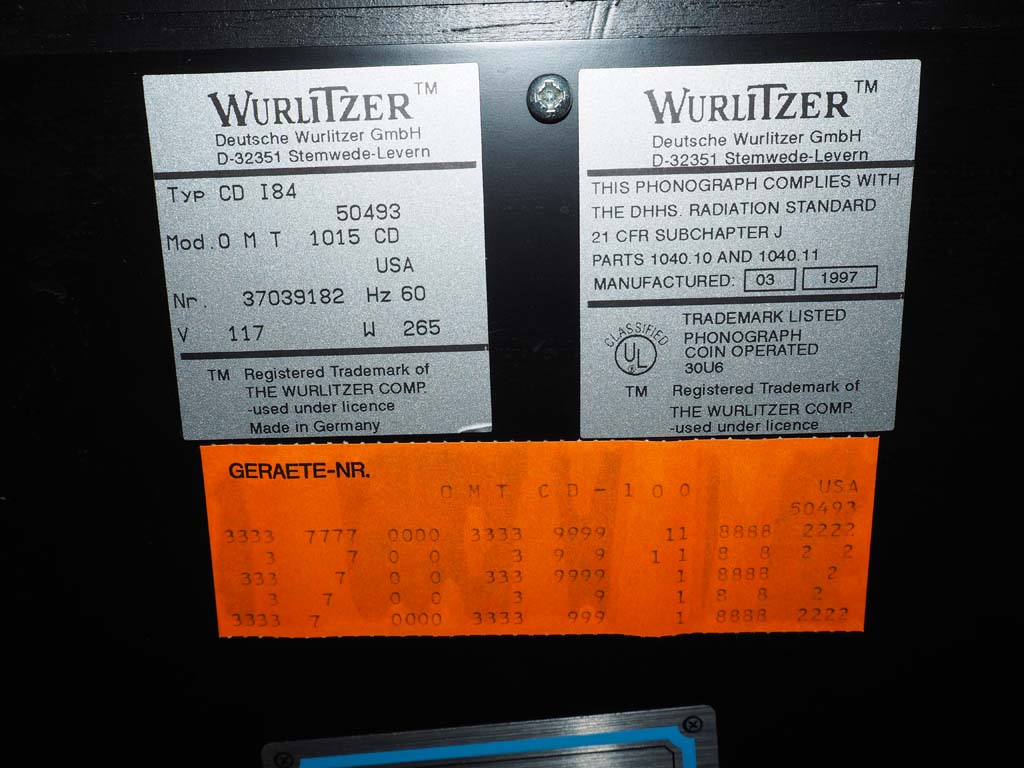 WURLITZER™
Deutsche Wurlitzer GmbH
D-32351 Stemwede-Levern
Typ CD I84
50493
Mod. O M T 1015 CD
USA
Nr. 37039182 Hz 60
V 117 W 265
TM Registered Trademark of
THE WURLITZER COMP.
-used under licence
Made in Germany
WURLITZER™
Deutsche Wurlitzer GmbH
D-32351 Stemwede-Levern
THIS PHONOGRAPH COMPLIES WITH
THE DHHS. RADIATION STANDARD
21 CFR SUBCHAPTER J
PARTS 1040.10 AND 1040.11
MANUFACTURED: 03 1997
CLASSIFIED
UL
®
TRADEMARK LISTED
PHONOGRAPH
COIN OPERATED
30U6
TM Registered Trademark of
THE WURLITZER COMP.
-used under licence
GERAETE-NR.
O M T C D - 1 0 0 USA
50493
3333 7777 0000 3333 9999 11 8888 2222
3 7 0 0 3 9 9 1 1 8 8 2 2
333 7 0 0 333 9999 1 8888 2
3 7 0 0 3 9 1 8 8 2
3333 7 0000 3333 999 1 8888 2222